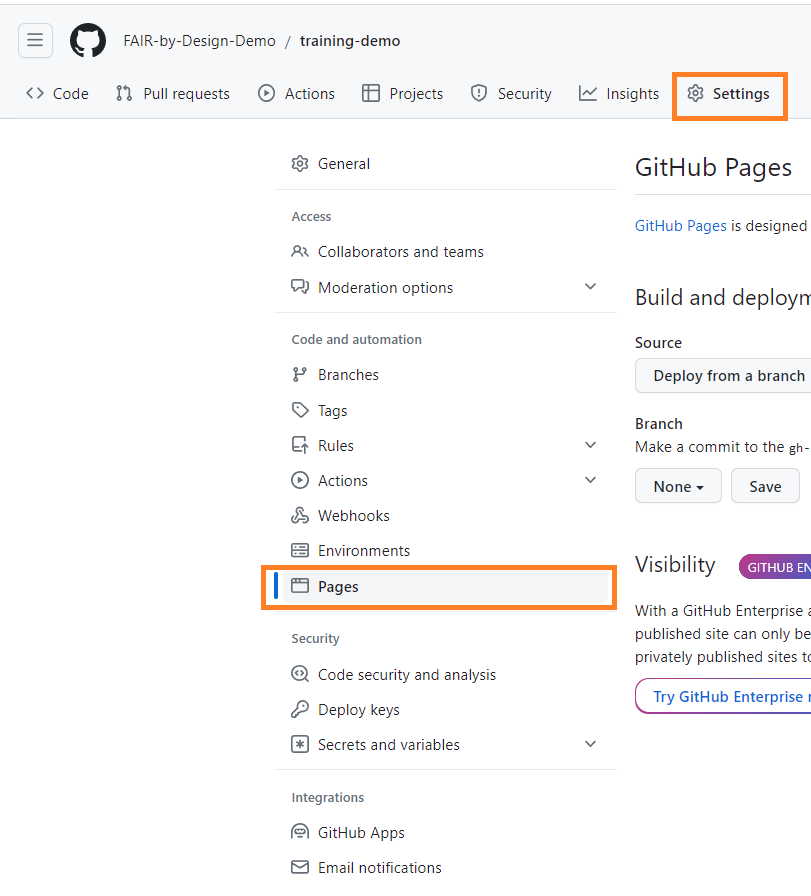 FAIR-by-Design-Demo / training-demo
Code Pull requests Actions Projects Security Insights Settings
General
Access
Collaborators and teams
Moderation options
Code and automation
Branches
Tags
Rules
Actions
Webhooks
Environments
Pages
Security
Code security and analysis
Deploy keys
Secrets and variables
Integrations
GitHub Apps
Email notifications
GitHub Pages
GitHub Pages is designed
Build and deploym
Source
Deploy from a branch
Branch
Make a commit to the gh-
None Save
Visibility GITHUB EN
With a GitHub Enterprise a
published site can only be
privately published sites to
Try GitHub Enterprise